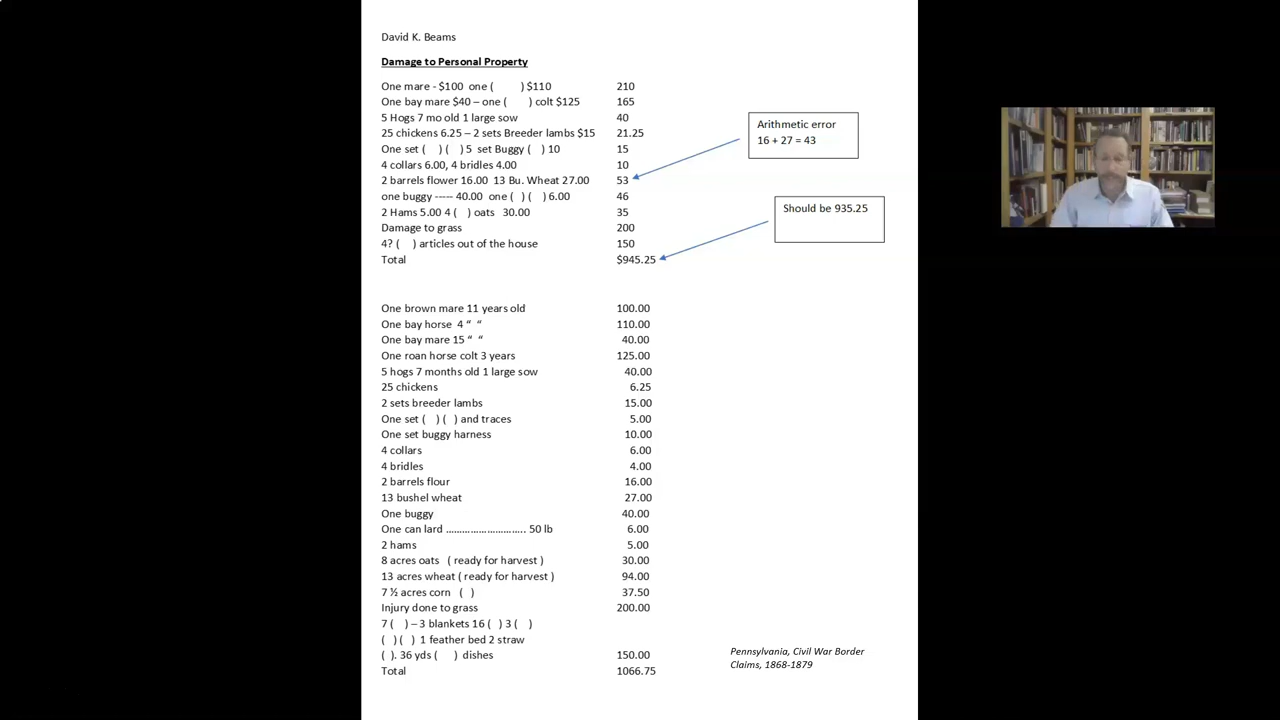 David K. Beams
Damage to Personal Property
One mare - $100 one ( ) $110 210
One bay mare $40 – one ( ) colt $125 165
5 Hogs 7 mo old 1 large sow 40
25 chickens 6.25 – 2 sets Breeder lambs $15 21.25
One set ( ) ( ) 5 set Buggy ( ) 10 15
4 collars 6.00, 4 bridles 4.00 10
2 barrels flower 16.00 13 Bu. Wheat 27.00 53
one buggy ----- 40.00 one ( ) ( ) 6.00 46
2 Hams 5.00 4 ( ) oats 30.00 35
Damage to grass 200
4? ( ) articles out of the house 150
Total $945.25
Arithmetic error
16 + 27 = 43
Should be 935.25
One brown mare 11 years old 100.00
One bay horse 4 “ “ 110.00
One bay mare 15 “ “ 40.00
One roan horse colt 3 years 125.00
5 hogs 7 months old 1 large sow 40.00
25 chickens 6.25
2 sets breeder lambs 15.00
One set ( ) ( ) and traces 5.00
One set buggy harness 10.00
4 collars 6.00
4 bridles 4.00
2 barrels flour 16.00
13 bushel wheat 27.00
One buggy 40.00
One can lard ……………………….. 50 lb 6.00
2 hams 5.00
8 acres oats ( ready for harvest ) 30.00
13 acres wheat ( ready for harvest ) 94.00
7 ½ acres corn ( ) 37.50
Injury done to grass 200.00
7 ( ) – 3 blankets 16 ( ) 3 ( )
( ) ( ) 1 feather bed 2 straw
( ). 36 yds ( ) dishes 150.00
Total 1066.75
Pennsylvania, Civil War Border
Claims, 1868-1879